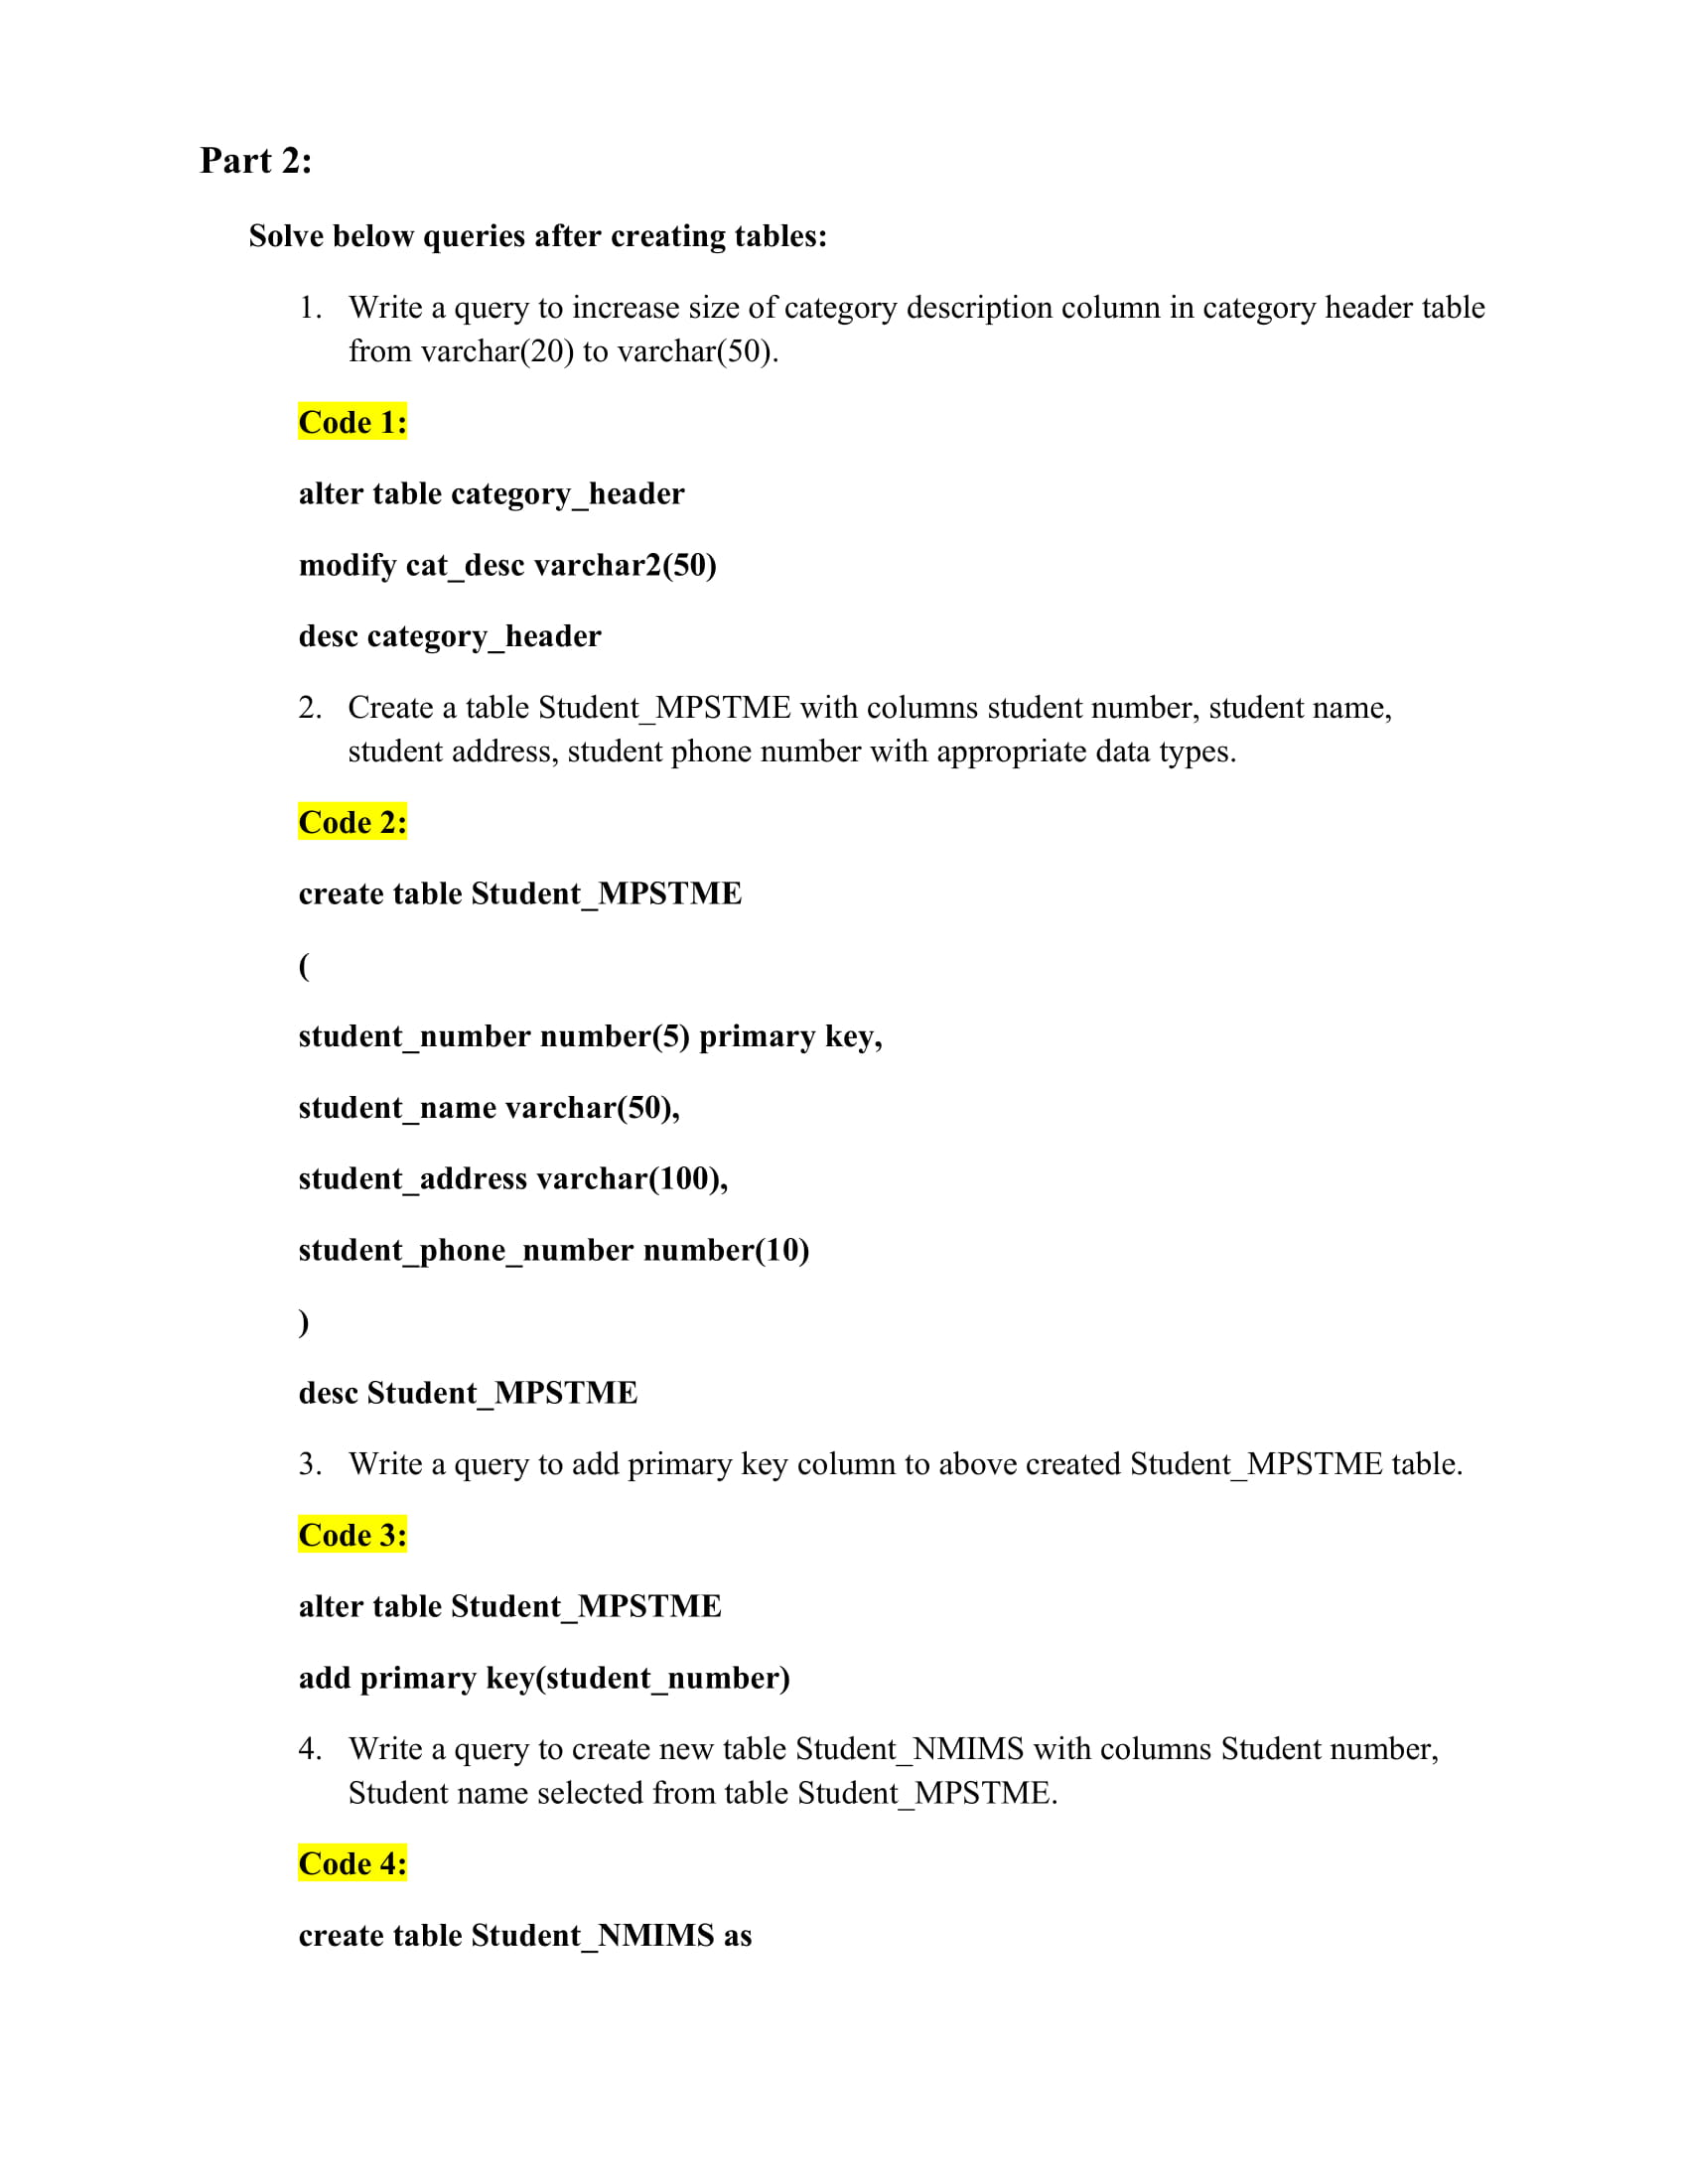 Part 2:
Solve below queries after creating tables:
1. Write a query to increase size of category description column in category header table
from varchar(20) to varchar(50).
Code 1:
alter table category_header
modify cat_desc varchar2(50)
desc category_header
2. Create a table Student_MPSTME with columns student number, student name,
student address, student phone number with appropriate data types.
Code 2:
create table Student_MPSTME
(
student_number number(5) primary key,
student_name varchar(50),
student_address varchar(100),
student_phone_number number(10)
)
desc Student_MPSTME
3. Write a query to add primary key column to above created Student_MPSTME table.
Code 3:
alter table Student_MPSTME
add primary key(student_number)
4. Write a query to create new table Student_NMIMS with columns Student number,
Student name selected from table Student_MPSTME.
Code 4:
create table Student_NMIMS as